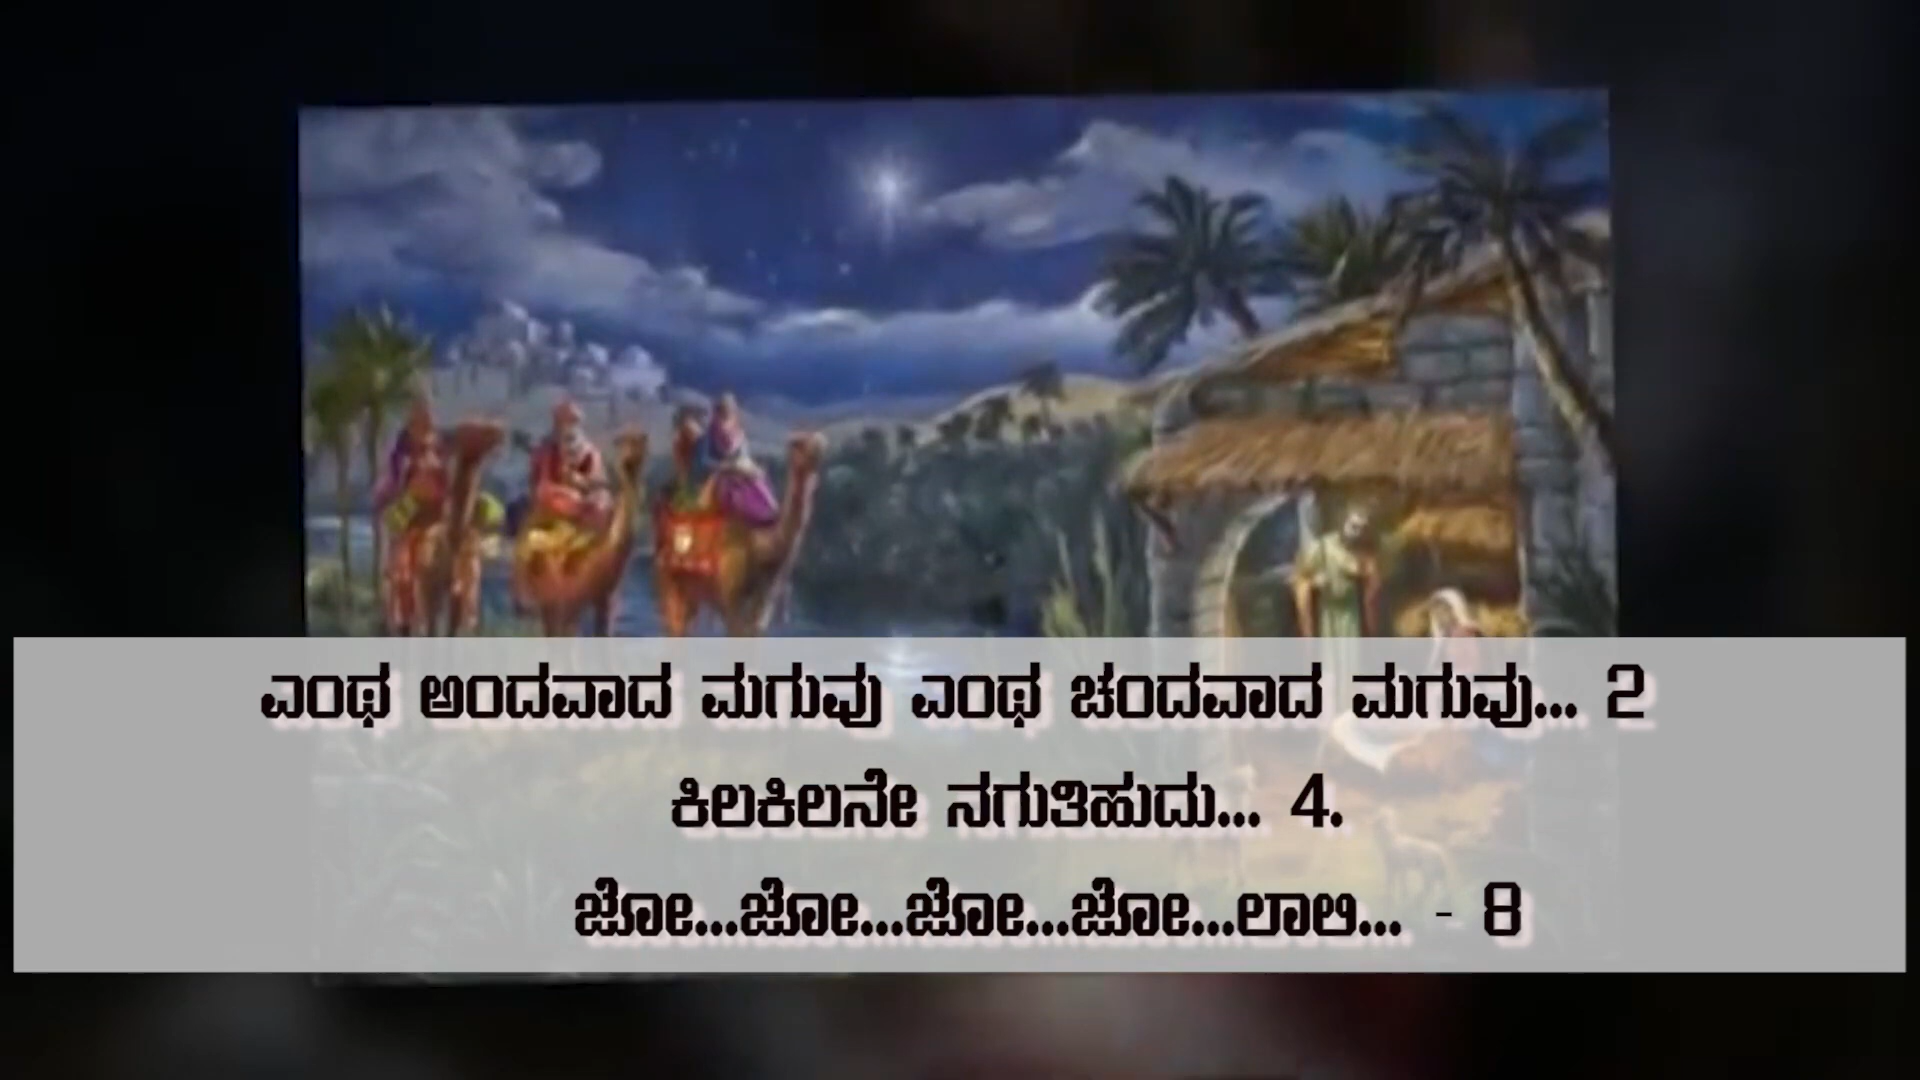 ಎಂಥ ಅಂದವಾದ ಮಗುವು ಎಂಥ ಚಂದವಾದ ಮಗುವು... 2
ಕಿಲಕಿಲನೇ ನಗುತಿಹುದು... 4.
ಜೋ...ಜೋ...ಜೋ...ಜೋ...ಲಾಲಿ... - 8